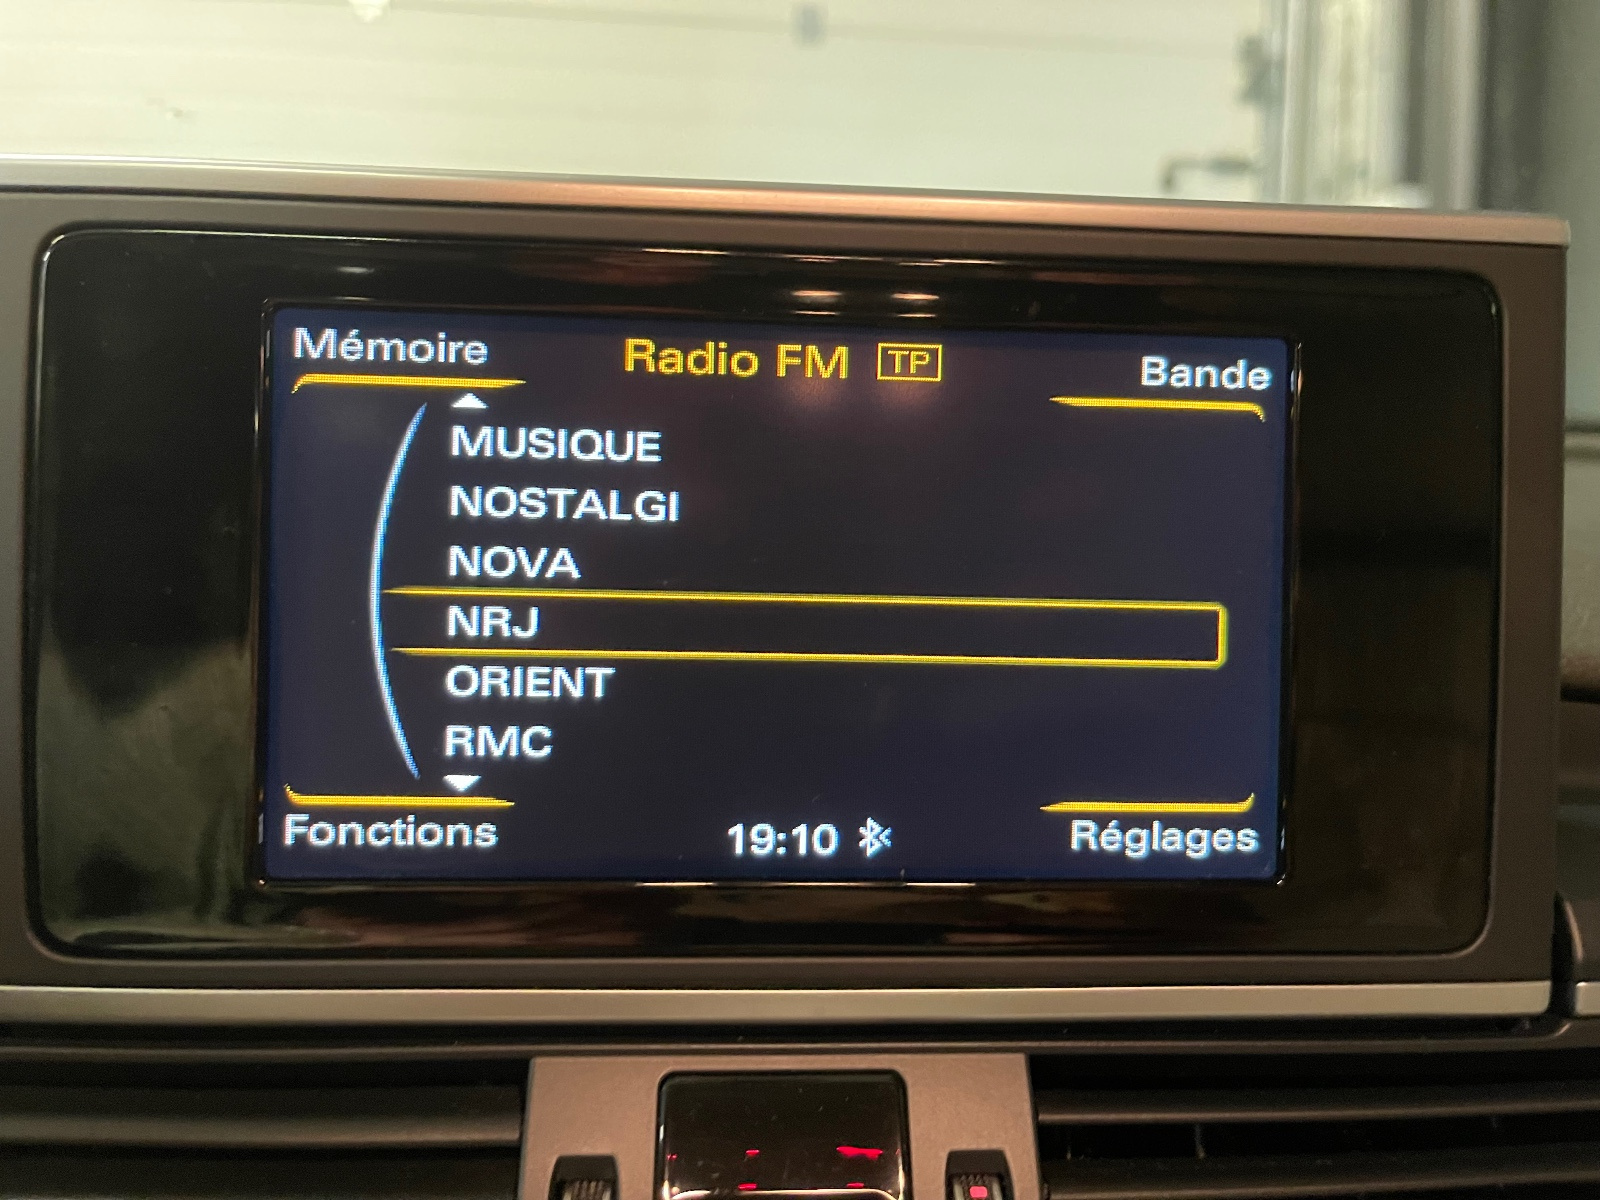 Mémoire
Radio FM TP
Bande
MUSIQUE
NOSTALGI
NOVA
NRJ
ORIENT
RMC
Fonctions
19:10
Réglages